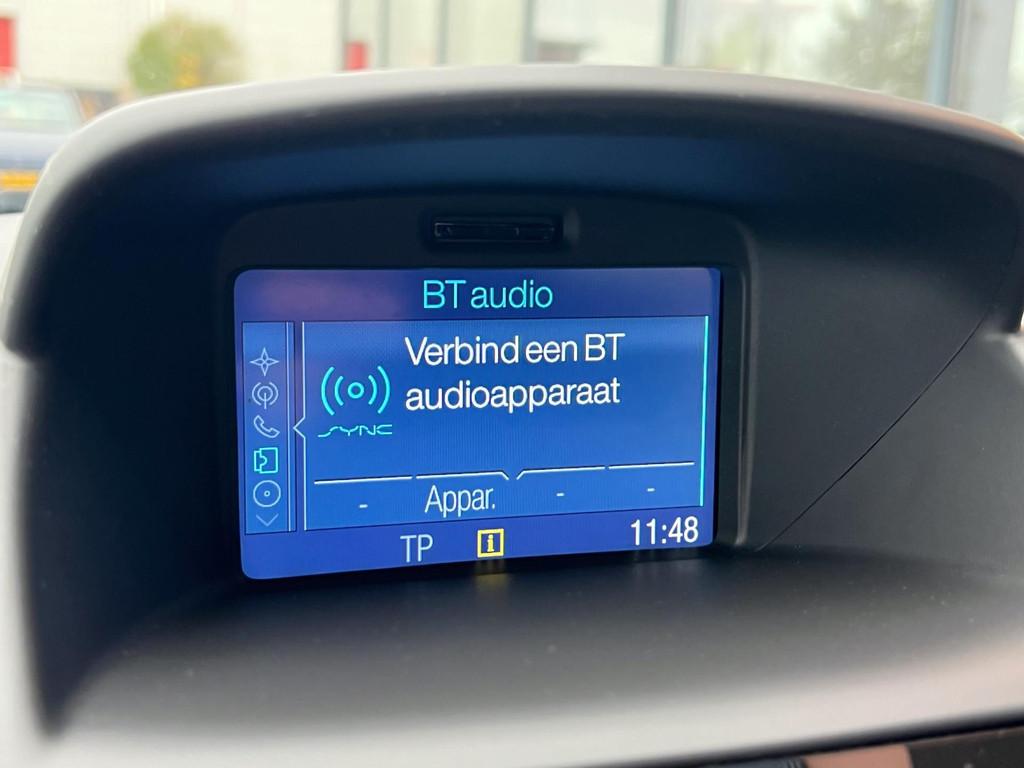 BT audio
Verbind een BT
audioapparaat
SYNC
- Appar. - -
TP i 11:48